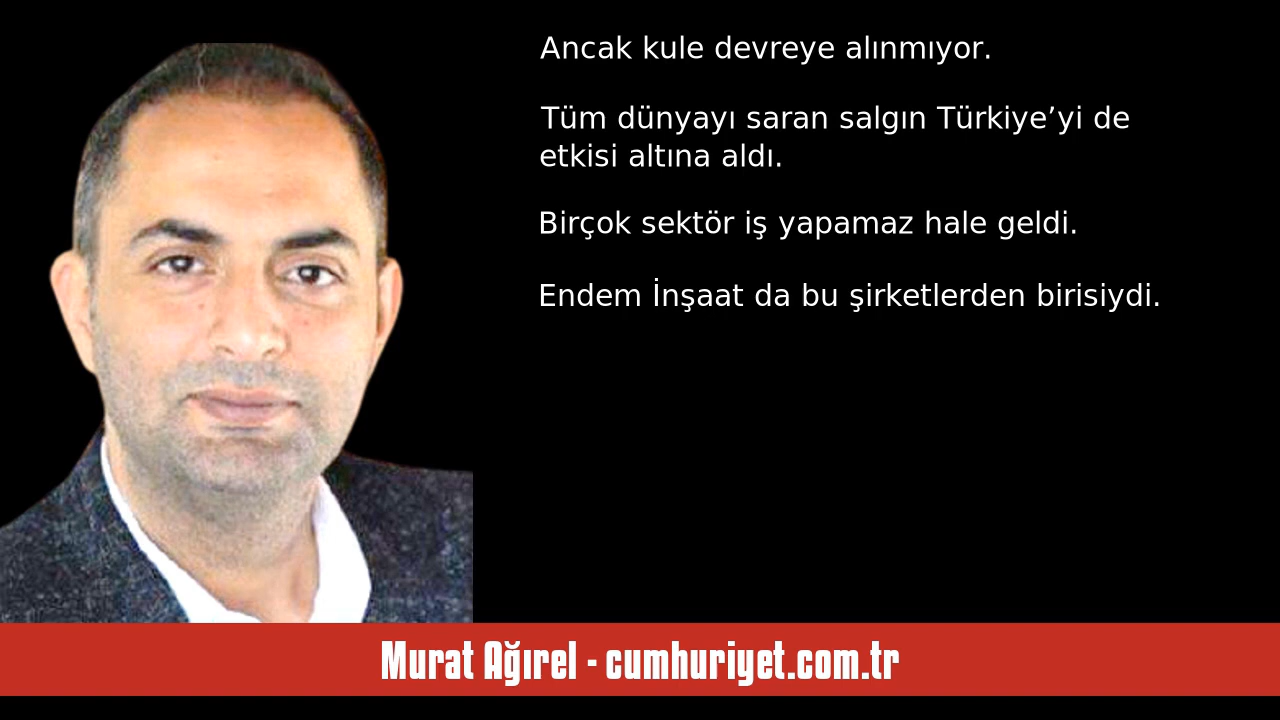 Ancak kule devreye alınmıyor.
Tüm dünyayı saran salgın Türkiye’yi de
etkisi altına aldı.
Birçok sektör iş yapamaz hale geldi.
Endem İnşaat da bu şirketlerden birisiydi.
Murat Ağırel - cumhuriyet.com.tr